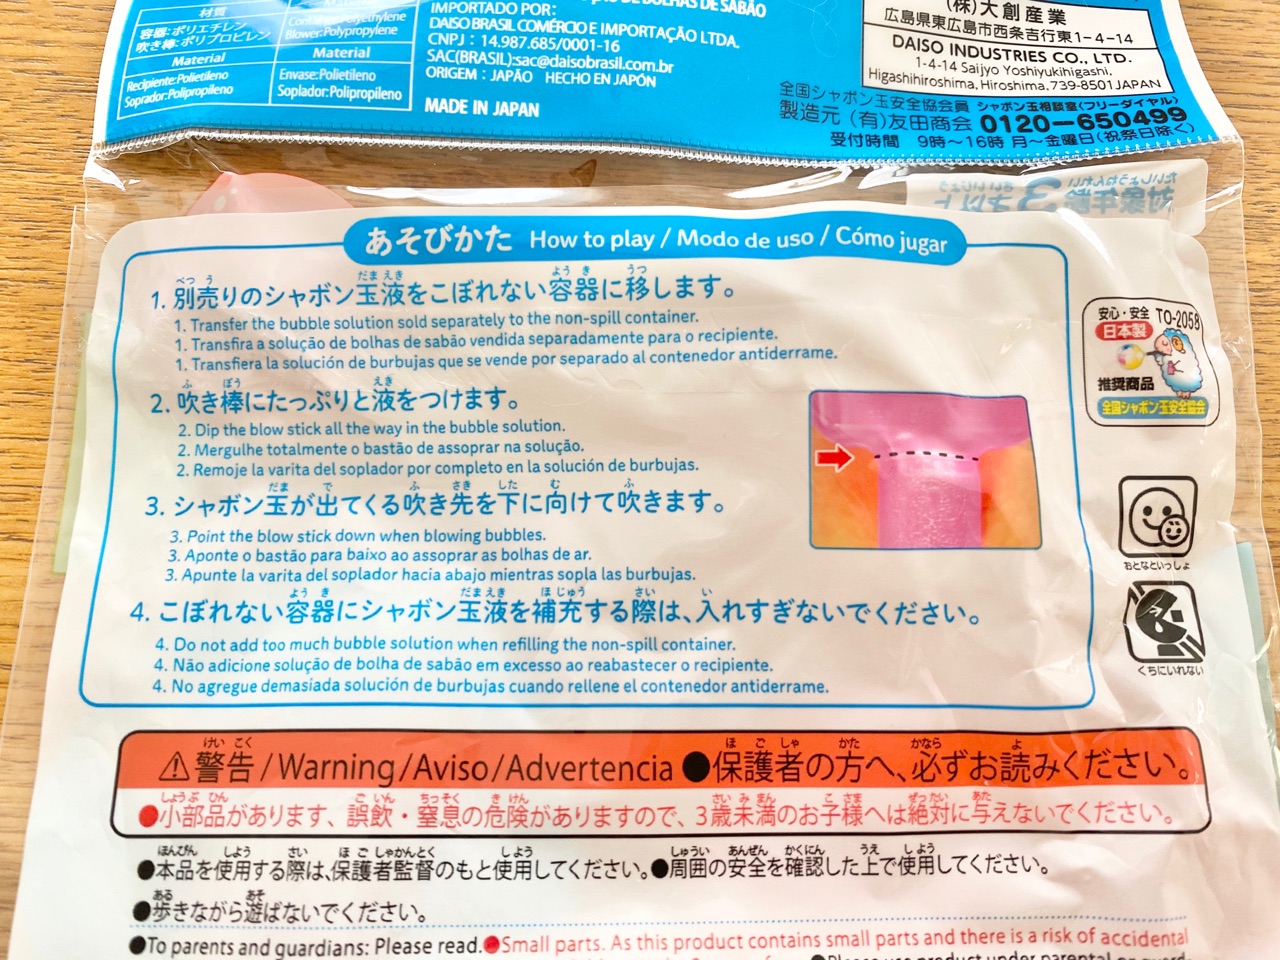 材質
容器:ポリエチレン
吹き棒:ポリプロピレン
Material
Recipiente:Polietileno
Soprador:Polipropileno
Container:Polyethylene
Blower:Polypropylene
Material
Envase:Polietileno
Soplador:Polipropileno
DE BOLHAS DE SABÃO
IMPORTADO POR:
DAISO BRASIL COMÉRCIO E IMPORTAÇÃO LTDA.
CNPJ : 14.987.685/0001-16
SAC(BRASIL):sac@daisobrasil.com.br
ORIGEM : JAPÃO HECHO EN JAPÓN
MADE IN JAPAN
(株)大創産業
広島県東広島市西条吉行東1-4-14
DAISO INDUSTRIES CO., LTD.
1-4-14 Saijyo Yoshiyukihigashi,
Higashihiroshima, Hiroshima, 739-8501 JAPAN
全国シャボン玉安全協会員 シャボン玉相談室(フリーダイヤル)
製造元 (有)友田商会 0120-650499
受付時間 9時〜16時 月〜金曜日(祝祭日除く)
あそびかた How to play / Modo de uso / Cómo jugar
1. 別売りのシャボン玉液をこぼれない容器に移します。
1. Transfer the bubble solution sold separately to the non-spill container.
1. Transfira a solução de bolhas de sabão vendida separadamente para o recipiente.
1. Transfiera la solución de burbujas que se vende por separado al contenedor antiderrame.
2. 吹き棒にたっぷりと液をつけます。
2. Dip the blow stick all the way in the bubble solution.
2. Mergulhe totalmente o bastão de assoprar na solução.
2. Remoje la varita del soplador por completo en la solución de burbujas.
3. シャボン玉が出てくる吹き先を下に向けて吹きます。
3. Point the blow stick down when blowing bubbles.
3. Aponte o bastão para baixo ao assoprar as bolhas de ar.
3. Apunte la varita del soplador hacia abajo mientras sopla las burbujas.
4. こぼれない容器にシャボン玉液を補充する際は、入れすぎないでください。
4. Do not add too much bubble solution when refilling the non-spill container.
4. Não adicione solução de bolha de sabão em excesso ao reabastecer o recipiente.
4. No agregue demasiada solución de burbujas cuando rellene el contenedor antiderrame.
安心・安全 TO-2058
日本製
推奨商品
全国シャボン玉安全協会
おとなといっしょ
くちにいれない
⚠警告/Warning/Aviso/Advertencia ●保護者の方へ、必ずお読みください。
●小部品があります、誤飲・窒息の危険がありますので、3歳未満のお子様へは絶対に与えないでください。
●本品を使用する際は、保護者監督のもと使用してください。●周囲の安全を確認した上で使用してください。
●歩きながら遊ばないでください。
●To parents and guardians: Please read.●Small parts. As this product contains small parts and there is a risk of accidental